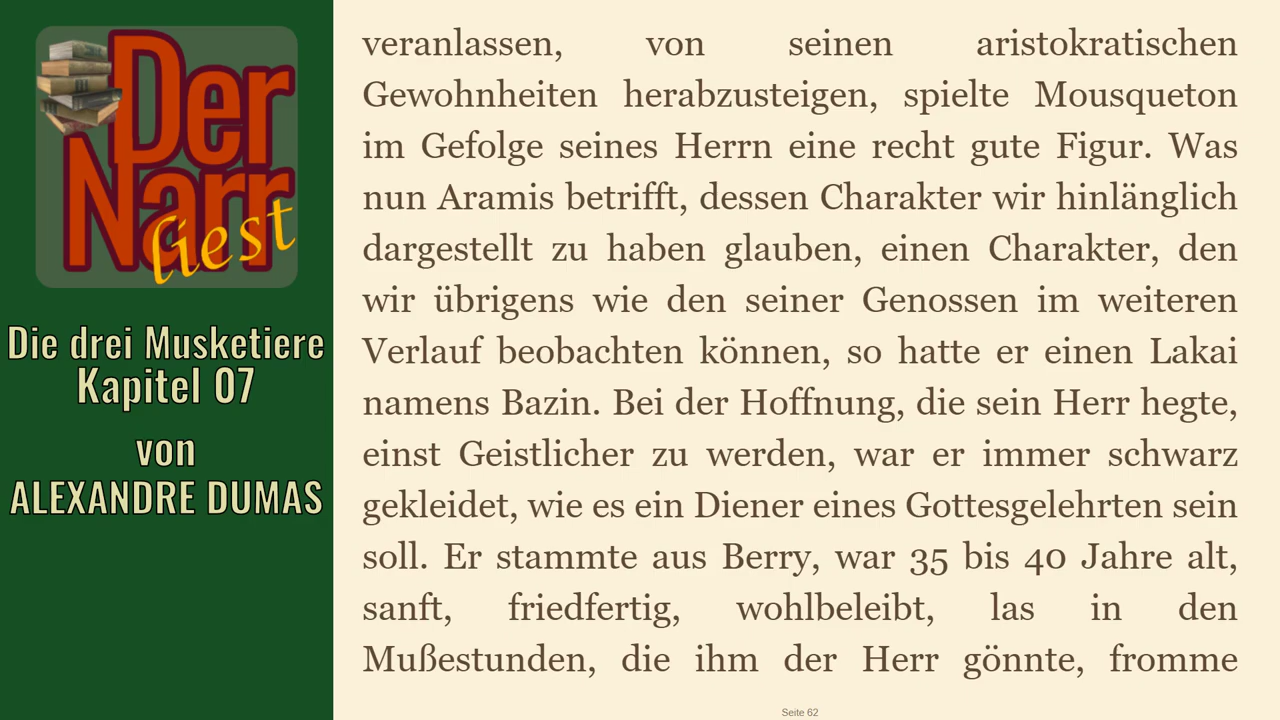 Der
Narr
liest
Die drei Musketiere
Kapitel 07
von
ALEXANDRE DUMAS
veranlassen, von seinen aristokratischen
Gewohnheiten herabzusteigen, spielte Mousqueton
im Gefolge seines Herrn eine recht gute Figur. Was
nun Aramis betrifft, dessen Charakter wir hinlänglich
dargestellt zu haben glauben, einen Charakter, den
wir übrigens wie den seiner Genossen im weiteren
Verlauf beobachten können, so hatte er einen Lakai
namens Bazin. Bei der Hoffnung, die sein Herr hegte,
einst Geistlicher zu werden, war er immer schwarz
gekleidet, wie es ein Diener eines Gottesgelehrten sein
soll. Er stammte aus Berry, war 35 bis 40 Jahre alt,
sanft, friedfertig, wohlbeleibt, las in den
Mußestunden, die ihm der Herr gönnte, fromme
Seite 62